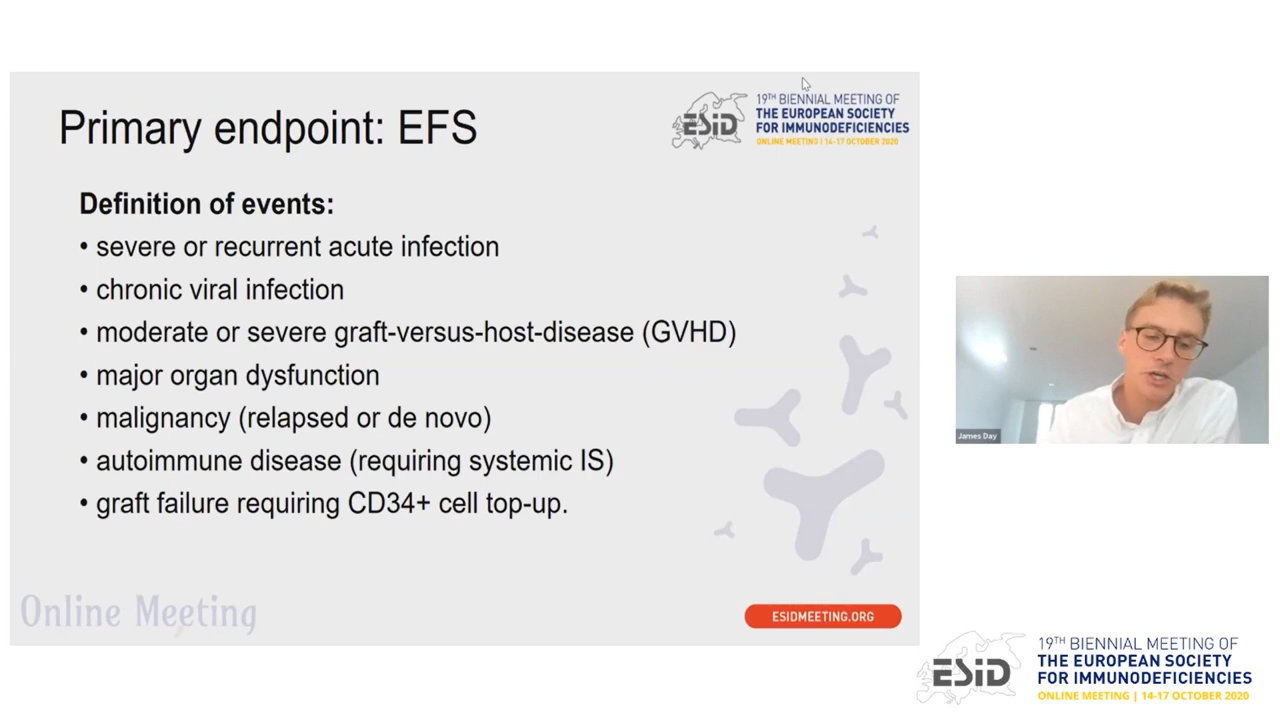 Primary endpoint: EFS
ESiD
19TH BIENNIAL MEETING OF
THE EUROPEAN SOCIETY
FOR IMMUNODEFICIENCIES
ONLINE MEETING | 14-17 OCTOBER 2020
Definition of events:
• severe or recurrent acute infection
• chronic viral infection
• moderate or severe graft-versus-host-disease (GVHD)
• major organ dysfunction
• malignancy (relapsed or de novo)
• autoimmune disease (requiring systemic IS)
• graft failure requiring CD34+ cell top-up.
Online Meeting
ESIDMEETING.ORG
James Day
ESiD
19TH BIENNIAL MEETING OF
THE EUROPEAN SOCIETY
FOR IMMUNODEFICIENCIES
ONLINE MEETING | 14-17 OCTOBER 2020